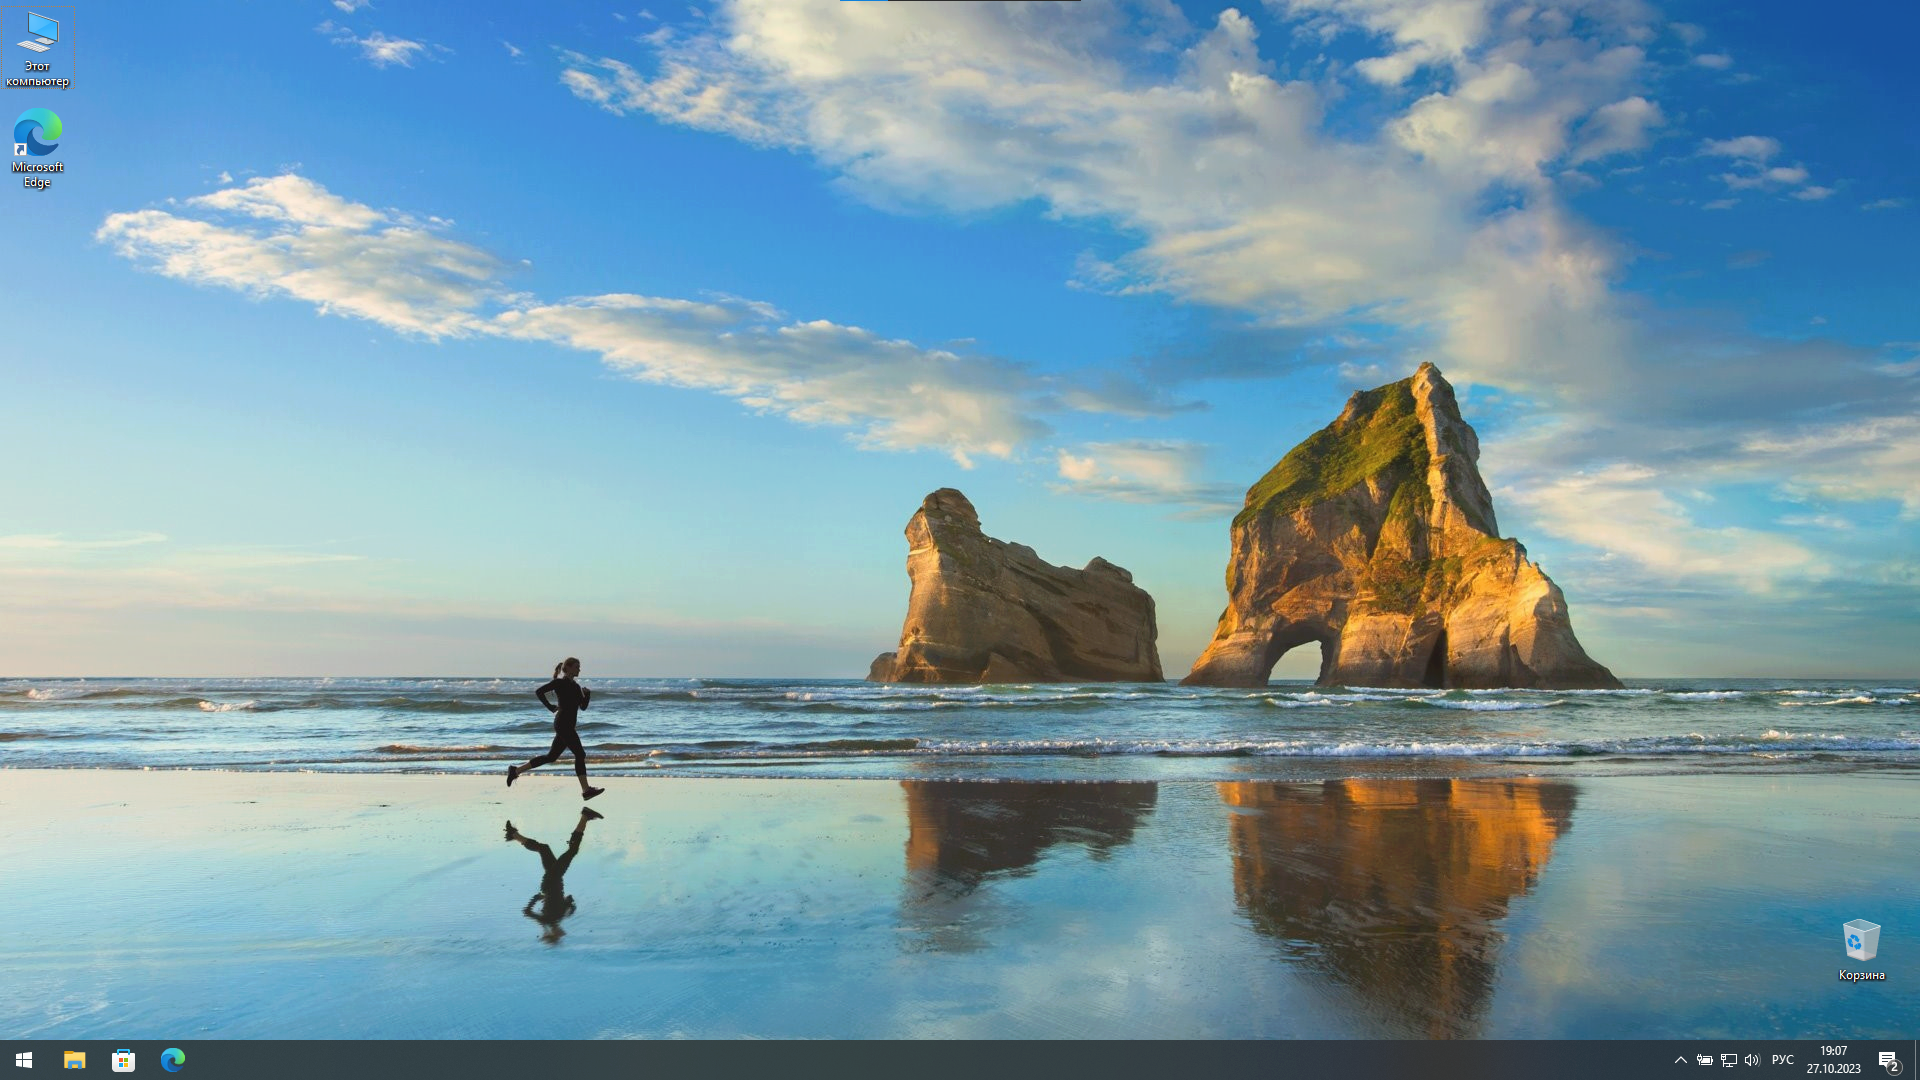 Этот
компьютер
Microsoft
Edge
Корзина
РУС
19:07
27.10.2023
2